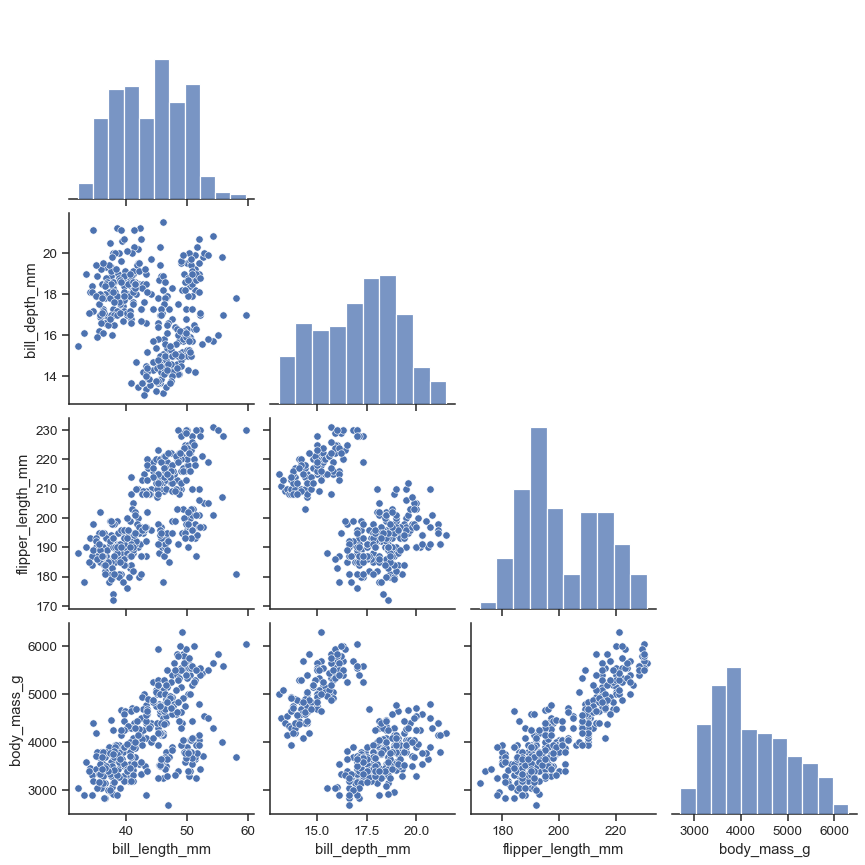 bill_depth_mm
20
18
16
14
flipper_length_mm
230
220
210
200
190
180
170
body_mass_g
6000
5000
4000
3000
40 50 60
bill_length_mm
15.0 17.5 20.0
bill_depth_mm
180 200 220
flipper_length_mm
3000 4000 5000 6000
body_mass_g